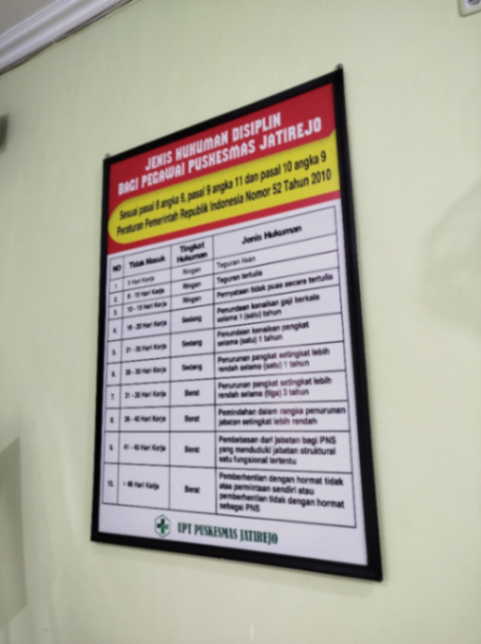 JENIS HUKUMAN DISIPLIN
BAGI PEGAWAI PUSKESMAS JATIREJO
Sesuai pasal 8 angka 9, pasal 9 angka 11 dan pasal 10 angka 9
Peraturan Pemerintah Republik Indonesia Nomor 52 Tahun 2010
NO Tidak Masuk Tingkat Hukuman Jenis Hukuman
1. 5 Hari Kerja Ringan Teguran lisan
2. 6 - 10 Hari Kerja Ringan Teguran tertulis
3. Hari Kerja Ringan Pernyataan tidak puas secara tertulis
4. 16 - 20 Hari Kerja Sedang Penundaan kenaikan gaji berkala
selama 1 (satu) tahun
5. 21 - Hari Kerja Sedang Penundaan kenaikan pangkat
selama (satu) 1 tahun
6. Hari Kerja Sedang Penurunan pangkat setingkat lebih
rendah selama (satu) 1 tahun
7. 31 - 35 Hari Kerja Berat Penurunan pangkat setingkat lebih
rendah selama (tiga) 3 tahun
8. 36 - 40 Hari Kerja Berat Pemindahan dalam rangka penurunan
jabatan setingkat lebih rendah
9. 41 - 45 Hari Kerja Berat Pembebasan dari jabatan bagi PNS
yang menduduki jabatan struktural
atau fungsional tertentu
10. Hari Kerja Berat Pemberhentian dengan hormat tidak
atas permintaan sendiri atau
pemberhentian tidak dengan hormat
sebagai PNS
UPT PUSKESMAS JATIREJO